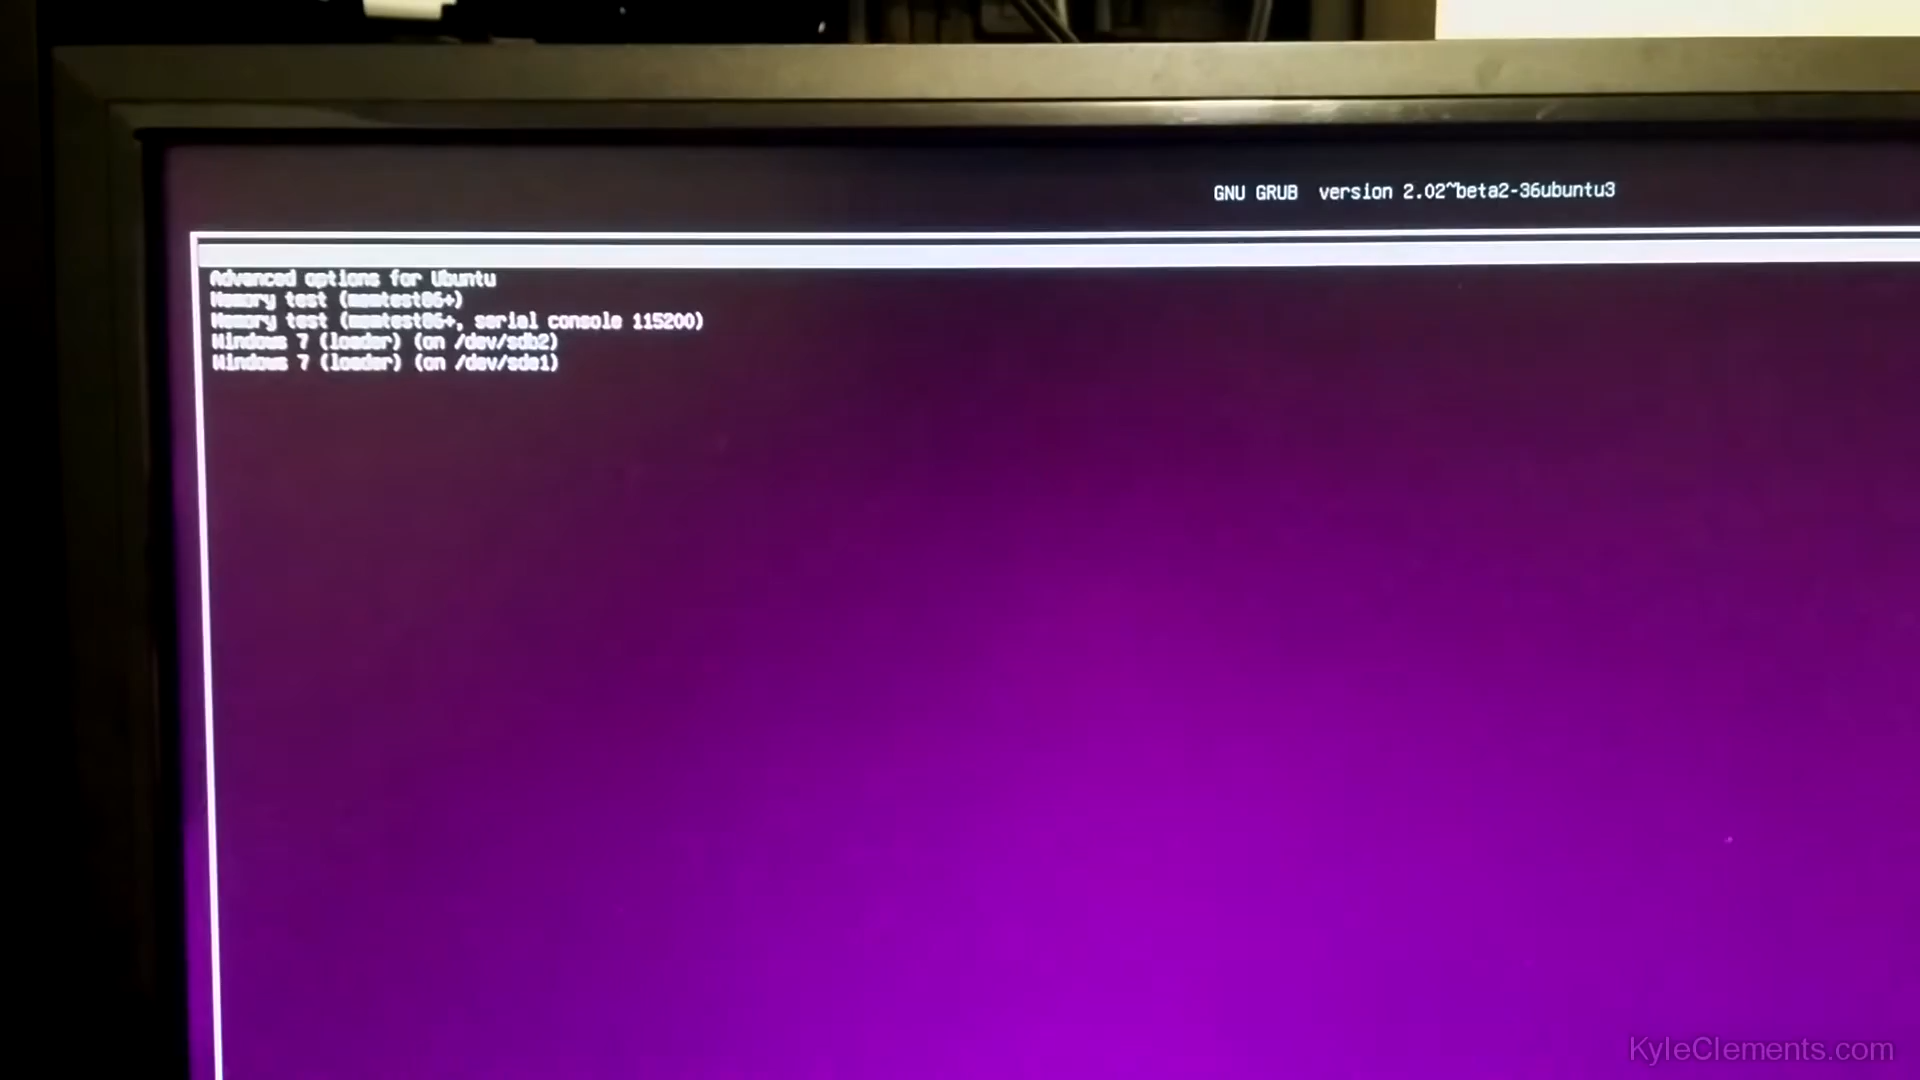 GNU GRUB version 2.02~beta2-36ubuntu3
Advanced options for Ubuntu
Memory test (memtest86+)
Memory test (memtest86+, serial console 115200)
Windows 7 (loader) (on /dev/sdb2)
Windows 7 (loader) (on /dev/sde1)
KyleClements.com